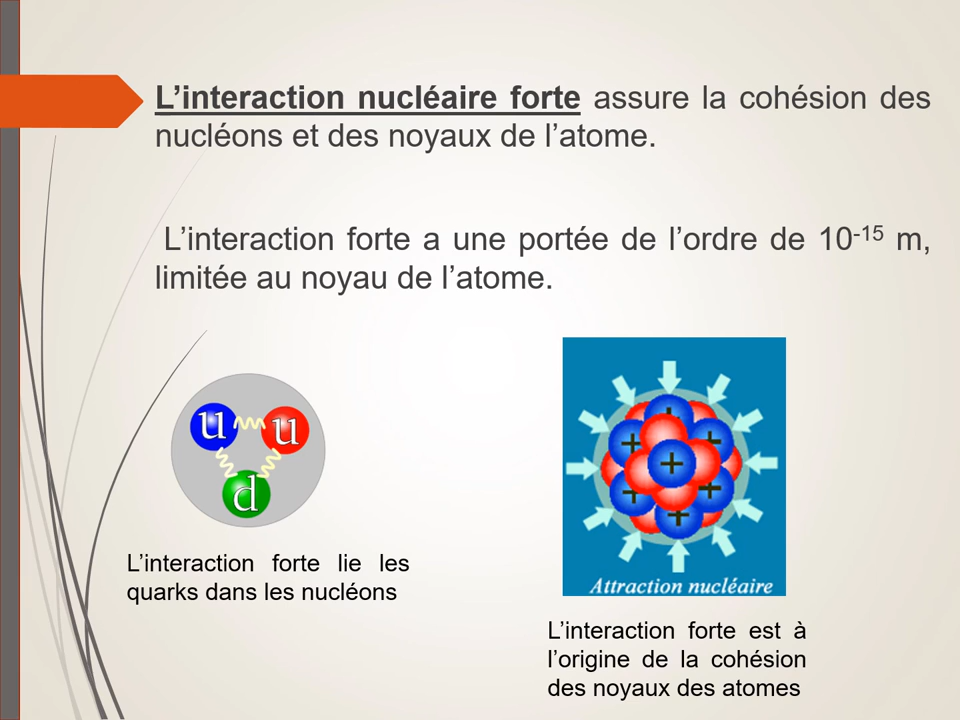 L’interaction nucléaire forte assure la cohésion des
nucléons et des noyaux de l’atome.
L’interaction forte a une portée de l’ordre de 10⁻¹⁵ m,
limitée au noyau de l’atome.
u u
d
+
+ +
+
+ +
+
Attraction nucléaire
L’interaction forte lie les
quarks dans les nucléons
L’interaction forte est à
l’origine de la cohésion
des noyaux des atomes